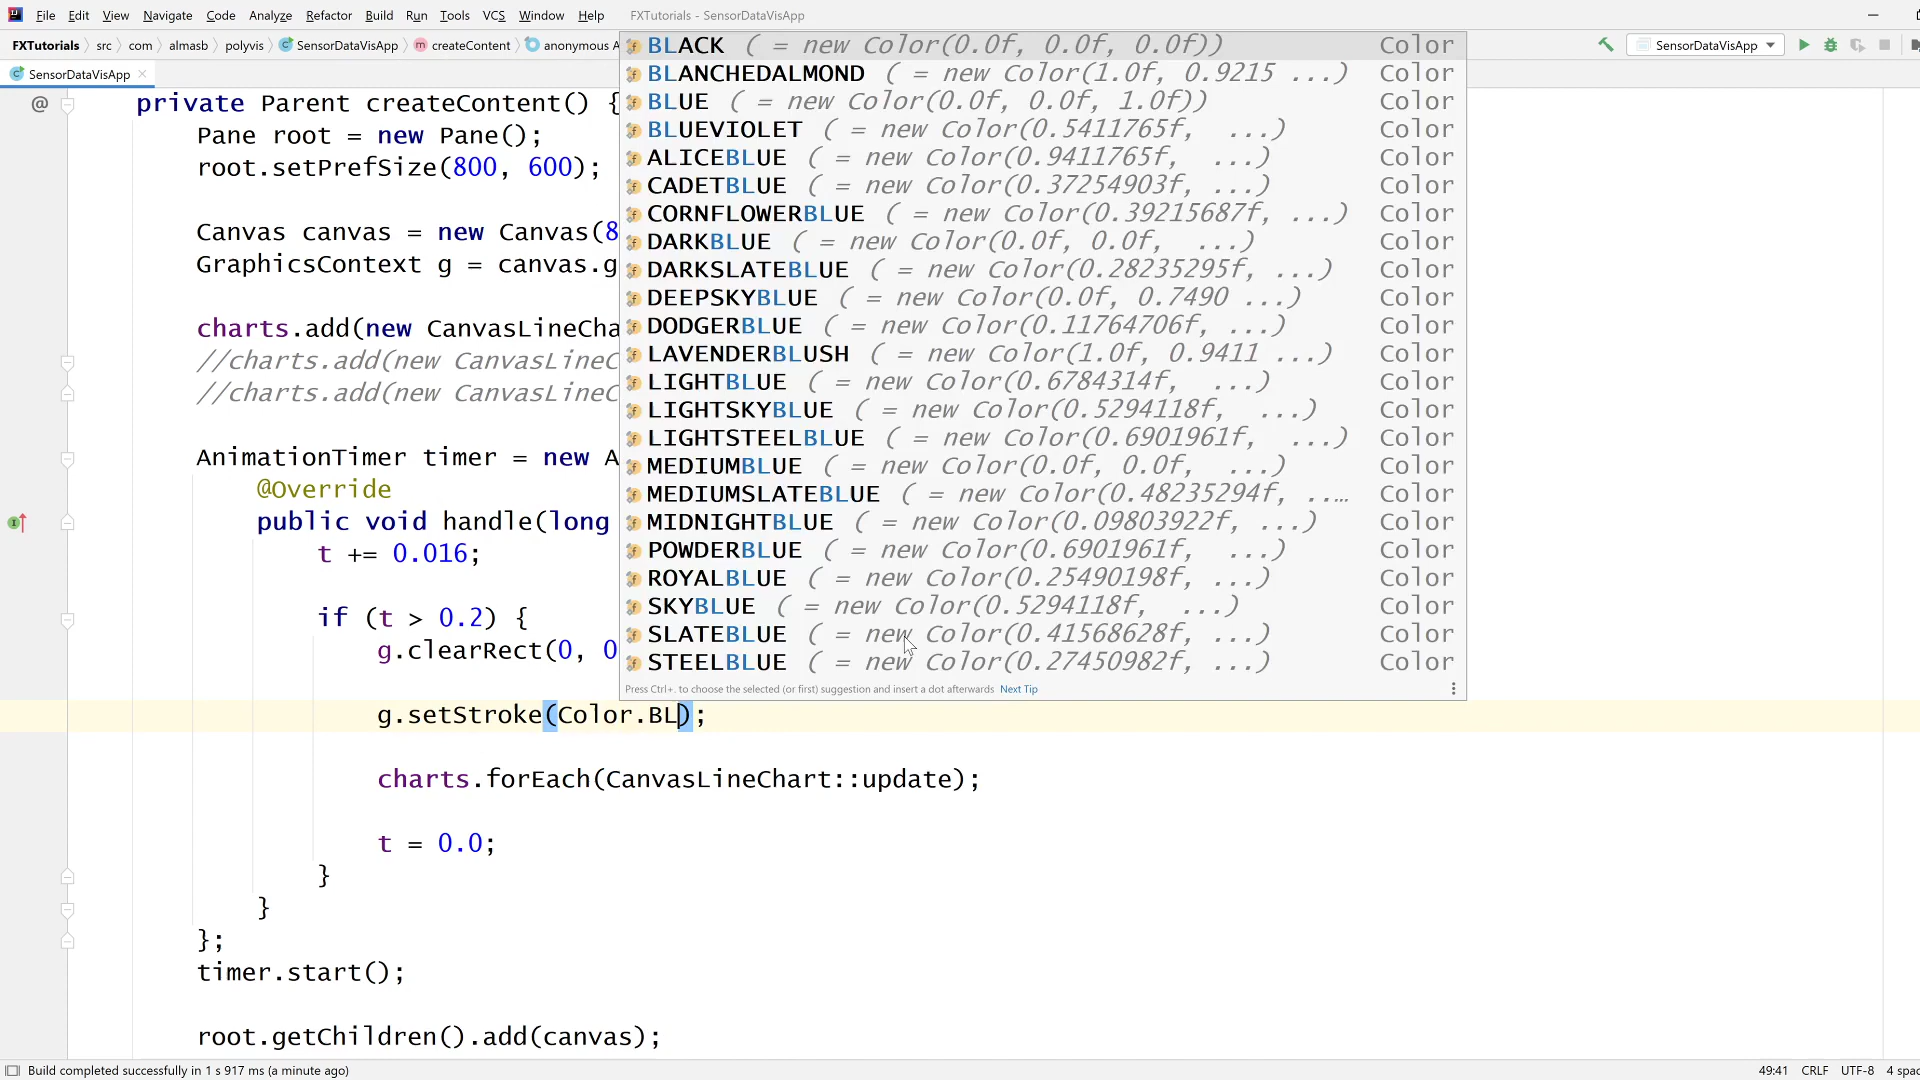 File Edit View Navigate Code Analyze Refactor Build Run Tools VCS Window Help FXTutorials - SensorDataVisApp
FXTutorials src com almasb polyvis SensorDataVisApp createContent anonymous A SensorDataVisApp
SensorDataVisApp
private Parent createContent() {
Pane root = new Pane();
root.setPrefSize(800, 600);
Canvas canvas = new Canvas(8
GraphicsContext g = canvas.g
charts.add(new CanvasLineCha
//charts.add(new CanvasLineC
//charts.add(new CanvasLineC
AnimationTimer timer = new A
@Override
public void handle(long
t += 0.016;
if (t > 0.2) {
g.clearRect(0, 0
g.setStroke(Color.BL);
charts.forEach(CanvasLineChart::update);
t = 0.0;
}
}
};
timer.start();
root.getChildren().add(canvas);
BLACK ( = new Color(0.0f, 0.0f, 0.0f)) Color
BLANCHEDALMOND ( = new Color(1.0f, 0.9215 ...) Color
BLUE ( = new Color(0.0f, 0.0f, 1.0f)) Color
BLUEVIOLET ( = new Color(0.5411765f, ...) Color
ALICEBLUE ( = new Color(0.9411765f, ...) Color
CADETBLUE ( = new Color(0.37254903f, ...) Color
CORNFLOWERBLUE ( = new Color(0.39215687f, ...) Color
DARKBLUE ( = new Color(0.0f, 0.0f, ...) Color
DARKSLATEBLUE ( = new Color(0.28235295f, ...) Color
DEEPSKYBLUE ( = new Color(0.0f, 0.7490 ...) Color
DODGERBLUE ( = new Color(0.11764706f, ...) Color
LAVENDERBLUSH ( = new Color(1.0f, 0.9411 ...) Color
LIGHTBLUE ( = new Color(0.6784314f, ...) Color
LIGHTSKYBLUE ( = new Color(0.5294118f, ...) Color
LIGHTSTEELBLUE ( = new Color(0.6901961f, ...) Color
MEDIUMBLUE ( = new Color(0.0f, 0.0f, ...) Color
MEDIUMSLATEBLUE ( = new Color(0.48235294f, ... Color
MIDNIGHTBLUE ( = new Color(0.09803922f, ...) Color
POWDERBLUE ( = new Color(0.6901961f, ...) Color
ROYALBLUE ( = new Color(0.25490198f, ...) Color
SKYBLUE ( = new Color(0.5294118f, ...) Color
SLATEBLUE ( = new Color(0.41568628f, ...) Color
STEELBLUE ( = new Color(0.27450982f, ...) Color
Press Ctrl+. to choose the selected (or first) suggestion and insert a dot afterwards Next Tip
Build completed successfully in 1 s 917 ms (a minute ago) 49:41 CRLF UTF-8 4 spac